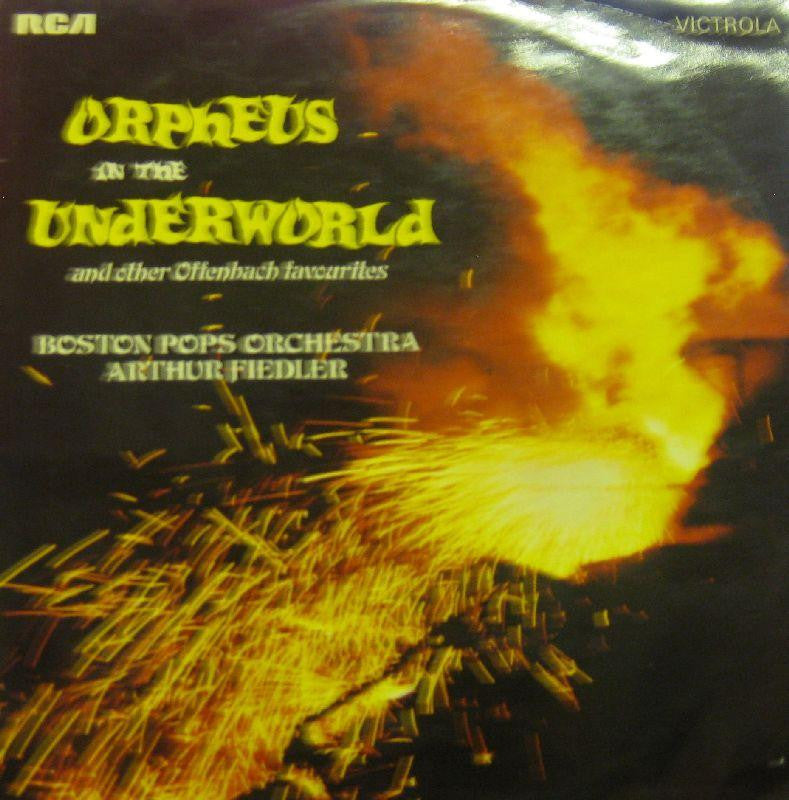 RCA
VICTROLA
ORPhEUS
IN ThE
UNdERWORLd
and other Offenbach favourites
BOSTON POPS ORCHESTRA
ARTHUR FIEDLER